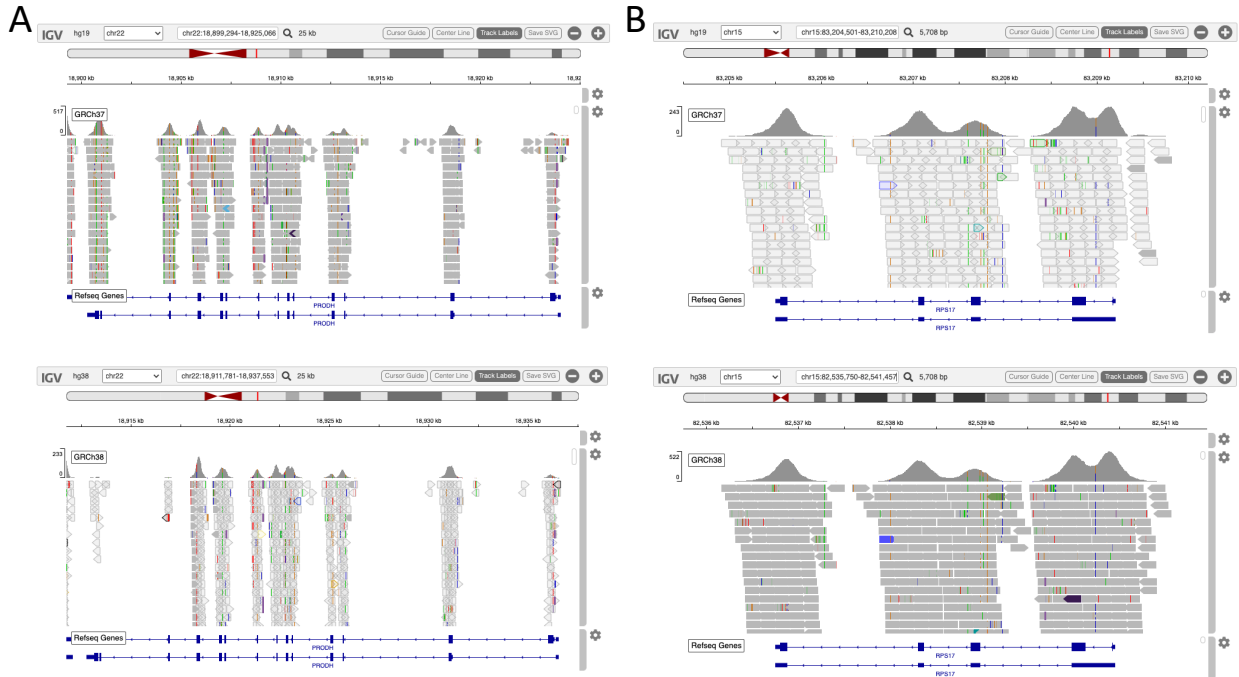 A
IGV hg19 chr22 chr22:18,899,294-18,925,066 25 kb Cursor Guide Center Line Track Labels Save SVG
18,900 kb 18,905 kb 18,910 kb 18,915 kb 18,920 kb 18,92
517
0
GRCh37
Refseq Genes
PRODH
PRODH
IGV hg38 chr22 chr22:18,911,781-18,937,553 25 kb Cursor Guide Center Line Track Labels Save SVG
18,915 kb 18,920 kb 18,925 kb 18,930 kb 18,935 kb
233
0
GRCh38
Refseq Genes
PRODH
PRODH
B
IGV hg19 chr15 chr15:83,204,501-83,210,208 5,708 bp Cursor Guide Center Line Track Labels Save SVG
83,205 kb 83,206 kb 83,207 kb 83,208 kb 83,209 kb 83,210 kb
243
0
GRCh37
Refseq Genes
RPS17
RPS17
IGV hg38 chr15 chr15:82,535,750-82,541,457 5,708 bp Cursor Guide Center Line Track Labels Save SVG
82,536 kb 82,537 kb 82,538 kb 82,539 kb 82,540 kb 82,541 kb
522
0
GRCh38
Refseq Genes
RPS17
RPS17